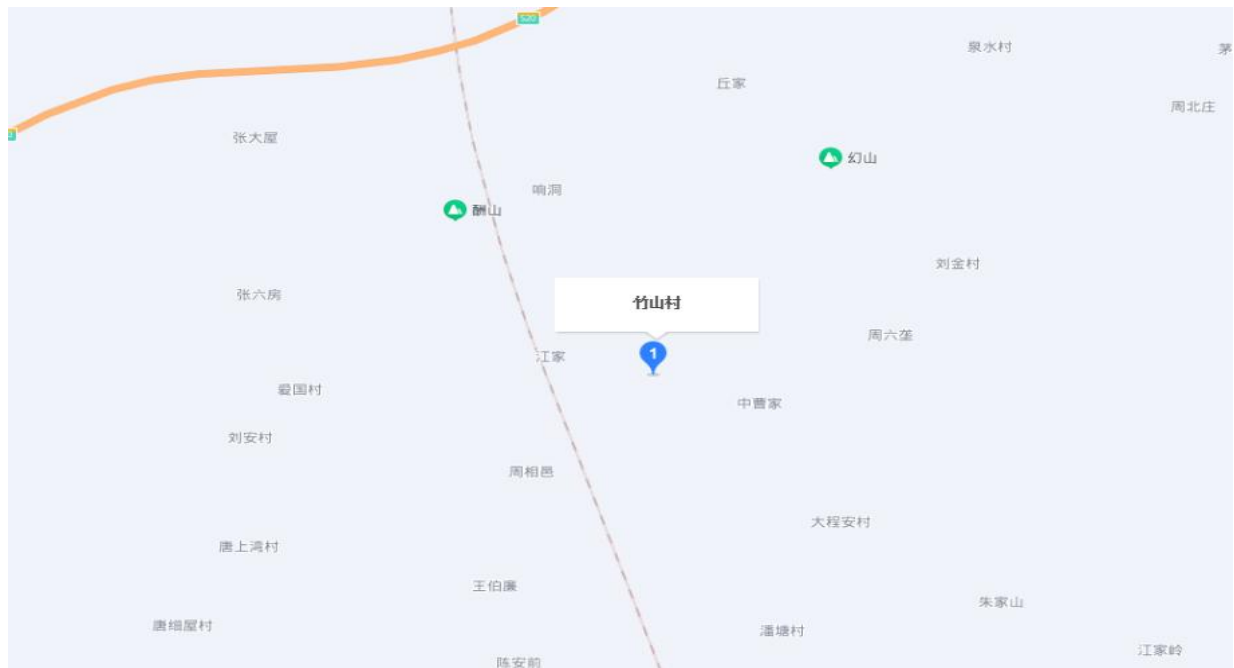 S20
泉水村
茅
丘家
周北庄
张大屋
幻山
响洞
酬山
刘金村
张六房
竹山村
周六垄
1
江家
爱国村
中曹家
刘安村
周相邑
大程安村
唐上湾村
王伯廉
朱家山
唐细屋村
潘塘村
江家岭
陈安前